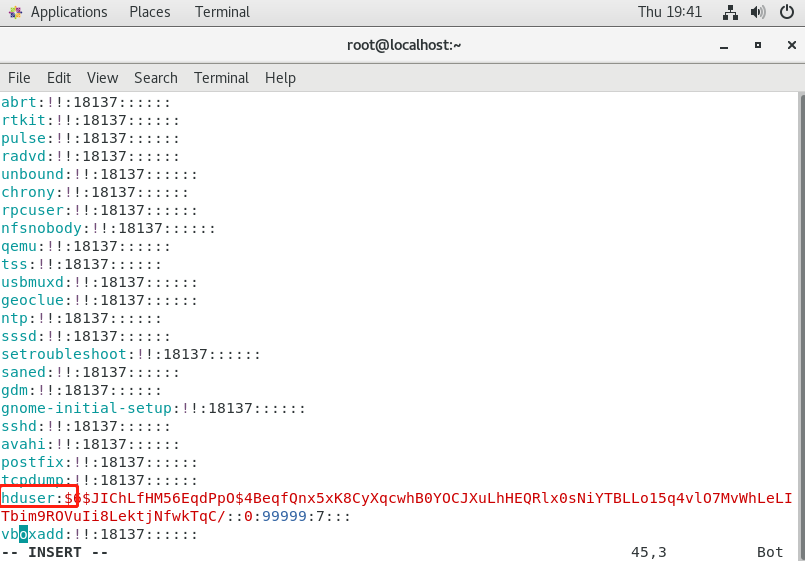 Applications Places Terminal Thu 19:41
root@localhost:~
File Edit View Search Terminal Help
abrt:!!:18137::::::
rtkit:!!:18137::::::
pulse:!!:18137::::::
radvd:!!:18137::::::
unbound:!!:18137::::::
chrony:!!:18137::::::
rpcuser:!!:18137::::::
nfsnobody:!!:18137::::::
qemu:!!:18137::::::
tss:!!:18137::::::
usbmuxd:!!:18137::::::
geoclue:!!:18137::::::
ntp:!!:18137::::::
sssd:!!:18137::::::
setroubleshoot:!!:18137::::::
saned:!!:18137::::::
gdm:!!:18137::::::
gnome-initial-setup:!!:18137::::::
sshd:!!:18137::::::
avahi:!!:18137::::::
postfix:!!:18137::::::
tcpdump:!!:18137::::::
hduser:$6$JIChLfHM56EqdPpO$4BeqfQnx5xK8CyXqcwhB0YOCJXuLhHEQRlx0sNiYTBLLo15q4vlO7MvWhLeLI
Tbim9ROVuIi8LektjNfwkTqC/::0:99999:7:::
vboxadd:!!:18137::::::
-- INSERT -- 45,3 Bot